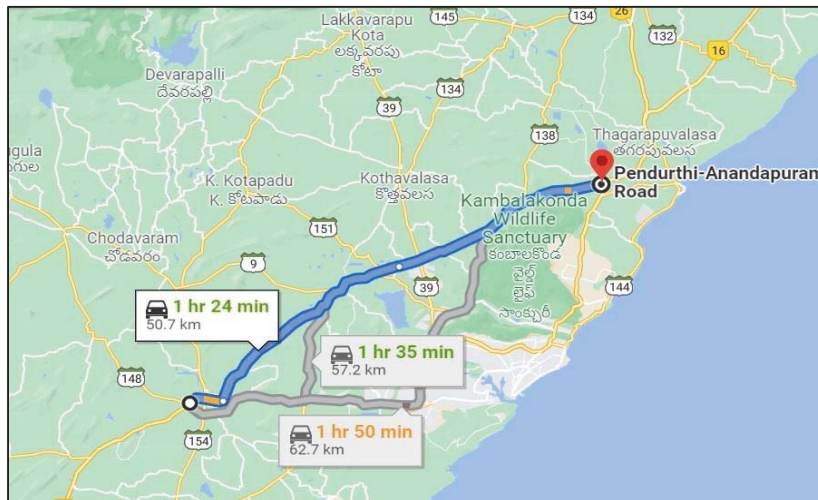 145
134
26
132
16
Lakkavarapu
Kota
లక్కవరపు
కోటా
Devarapalli
దేవరపల్లి
39
134
138
Thagarapuvalasa
తగరపువలస
Pendurthi-Anandapuram
Road
Kothavalasa
కొత్తవలస
K. Kotapadu
K. కోటపాడు
Kambalakonda
Wildlife
Sanctuary
కంబాలకొండ
వైల్డ్
లైఫ్
సాంక్చురీ
151
Chodavaram
చోడవరం
9
39
144
1 hr 24 min
50.7 km
1 hr 35 min
57.2 km
148
154
1 hr 50 min
62.7 km